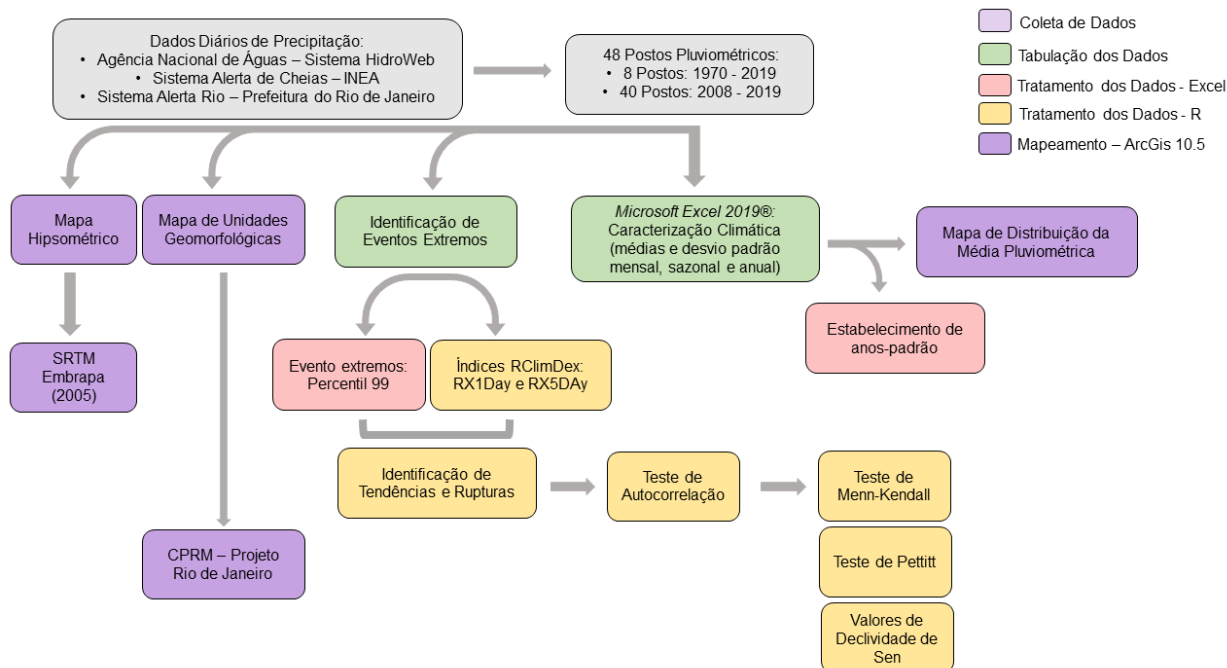 Dados Diários de Precipitação:
• Agência Nacional de Águas – Sistema HidroWeb
• Sistema Alerta de Cheias – INEA
• Sistema Alerta Rio – Prefeitura do Rio de Janeiro
48 Postos Pluviométricos:
• 8 Postos: 1970 - 2019
• 40 Postos: 2008 - 2019
Coleta de Dados
Tabulação dos Dados
Tratamento dos Dados - Excel
Tratamento dos Dados - R
Mapeamento – ArcGis 10.5
Mapa
Hipsométrico
Mapa de Unidades
Geomorfológicas
Identificação de
Eventos Extremos
Microsoft Excel 2019®:
Caracterização Climática
(médias e desvio padrão
mensal, sazonal e anual)
Mapa de Distribuição da
Média Pluviométrica
Estabelecimento de
anos-padrão
SRTM
Embrapa
(2005)
Evento extremos:
Percentil 99
Índices RClimDex:
RX1Day e RX5DAy
Identificação de
Tendências e Rupturas
Teste de
Autocorrelação
Teste de
Menn-Kendall
CPRM – Projeto
Rio de Janeiro
Teste de Pettitt
Valores de
Declividade de
Sen